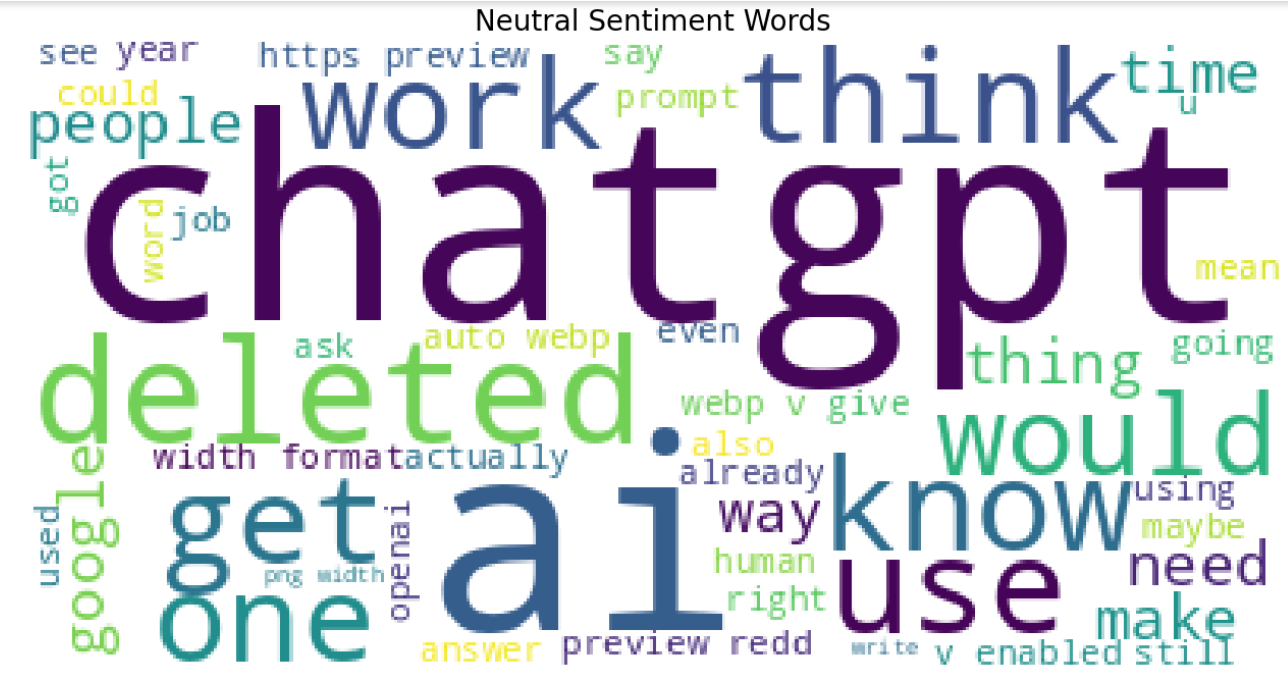 Neutral Sentiment Words
see year
https preview
say
think
time
could
work
prompt
u
people
chatgpt
got
word
job
mean
deleted
ask
auto webp
even
thing
going
webp v give
would
width format
actually
also
already
google
get
ai
know
using
way
used
openai
maybe
human
need
png width
use
one
right
make
answer
preview redd
write
v enabled
still